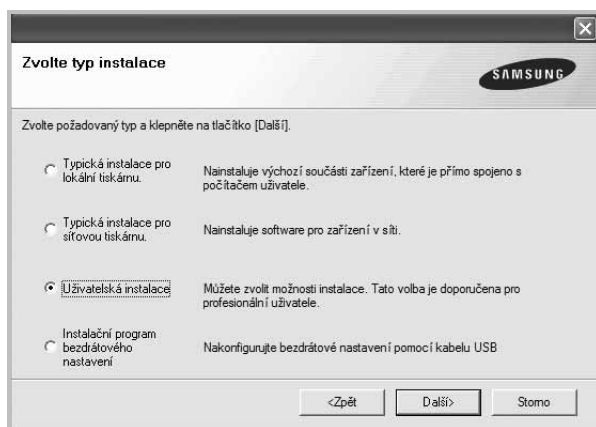 Zvolte typ instalace
SAMSUNG
Zvolte požadovaný typ a klepněte na tlačítko [Další].
Typická instalace pro
lokální tiskárnu.
Nainstaluje výchozí součásti zařízení, které je přímo spojeno s
počítačem uživatele.
Typická instalace pro
síťovou tiskárnu.
Nainstaluje software pro zařízení v síti.
Uživatelská instalace
Můžete zvolit možnosti instalace. Tato volba je doporučena pro
profesionální uživatele.
Instalační program
bezdrátového
nastavení
Nakonfigurujte bezdrátové nastavení pomocí kabelu USB
<Zpět
Další>
Storno